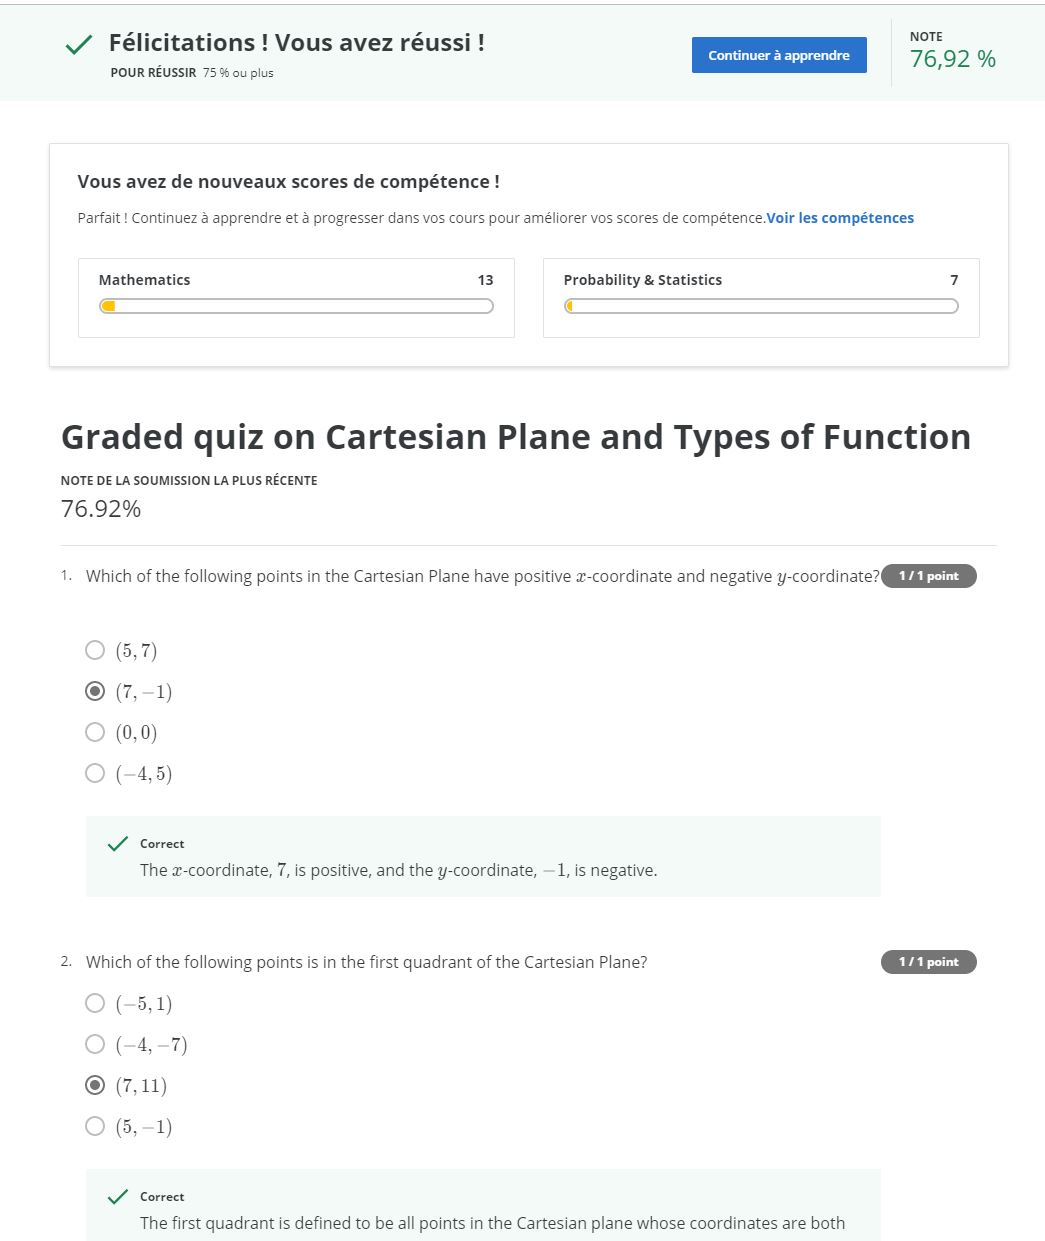 Félicitations ! Vous avez réussi !
POUR RÉUSSIR 75 % ou plus
Continuer à apprendre
NOTE
76,92 %
Vous avez de nouveaux scores de compétence !
Parfait ! Continuez à apprendre et à progresser dans vos cours pour améliorer vos scores de compétence.Voir les compétences
Mathematics 13
Probability & Statistics 7
Graded quiz on Cartesian Plane and Types of Function
NOTE DE LA SOUMISSION LA PLUS RÉCENTE
76.92%
1. Which of the following points in the Cartesian Plane have positive x-coordinate and negative y-coordinate? 1 / 1 point
(5, 7)
(7, −1)
(0, 0)
(−4, 5)
Correct
The x-coordinate, 7, is positive, and the y-coordinate, −1, is negative.
2. Which of the following points is in the first quadrant of the Cartesian Plane? 1 / 1 point
(−5, 1)
(−4, −7)
(7, 11)
(5, −1)
Correct
The first quadrant is defined to be all points in the Cartesian plane whose coordinates are both